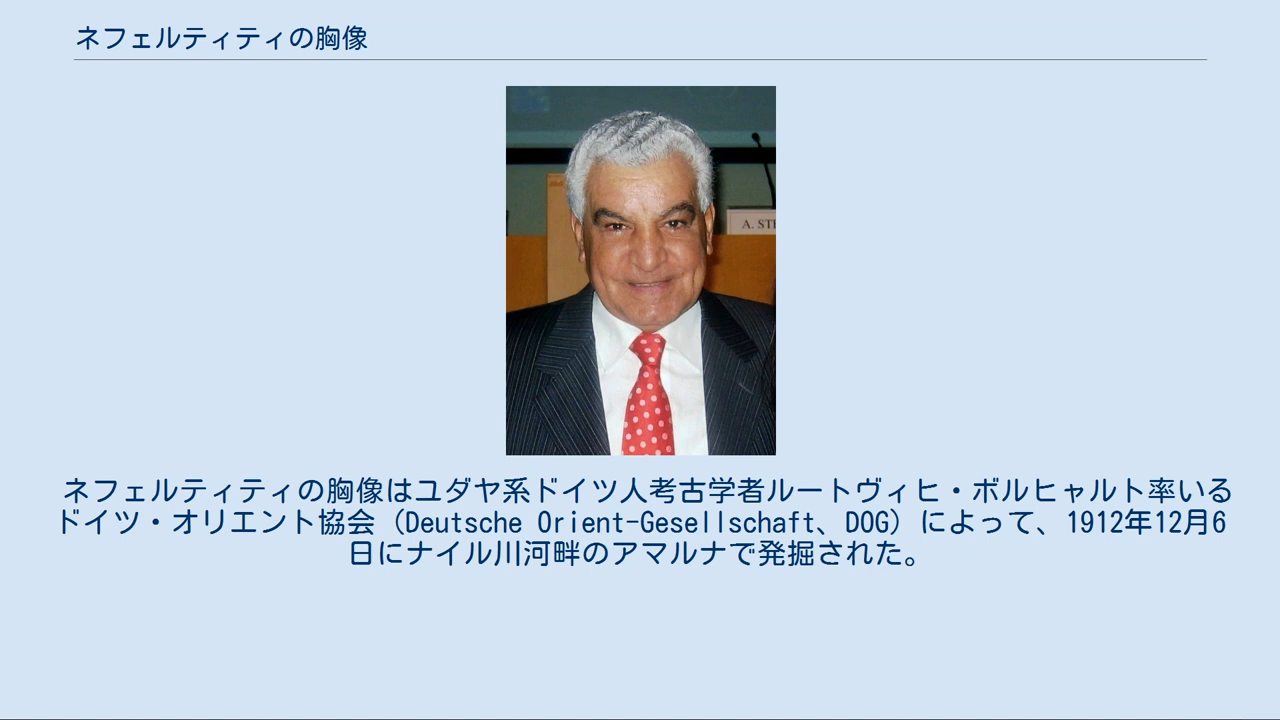 ネフェルティティの胸像
A. STE
ネフェルティティの胸像はユダヤ系ドイツ人考古学者ルートヴィヒ・ボルヒャルト率いる
ドイツ・オリエント協会（Deutsche Orient-Gesellschaft、DOG）によって、1912年12月6
日にナイル川河畔のアマルナで発掘された。